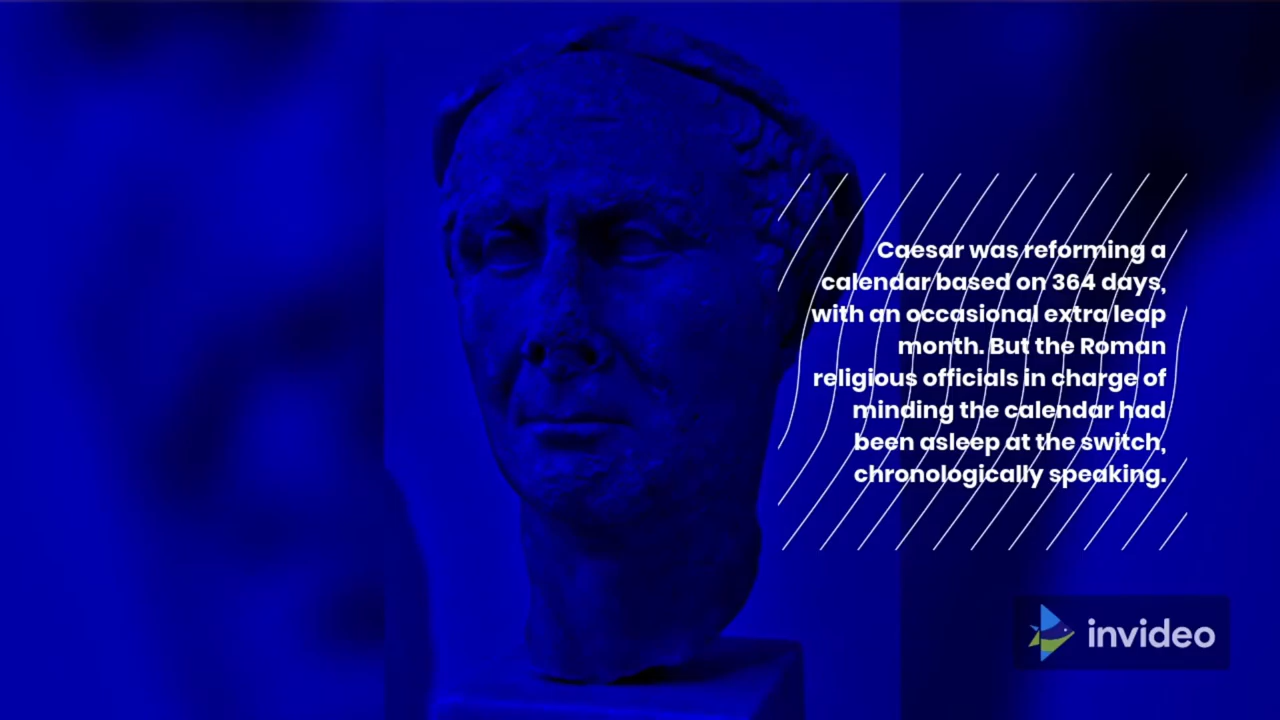 Caesar was reforming a
calendar based on 364 days,
with an occasional extra leap
month. But the Roman
religious officials in charge of
minding the calendar had
been asleep at the switch,
chronologically speaking.
invideo